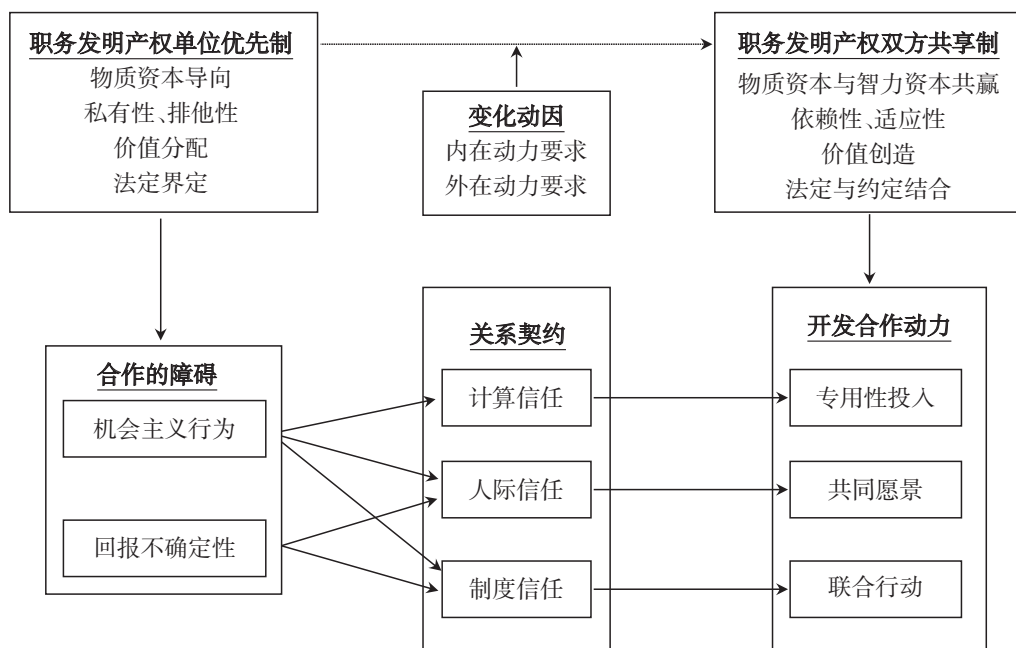 职务发明产权单位优先制
物质资本导向
私有性、排他性
价值分配
法定界定
变化动因
内在动力要求
外在动力要求
职务发明产权双方共享制
物质资本与智力资本共赢
依赖性、适应性
价值创造
法定与约定结合
合作的障碍
机会主义行为
回报不确定性
关系契约
计算信任
人际信任
制度信任
开发合作动力
专用性投入
共同愿景
联合行动